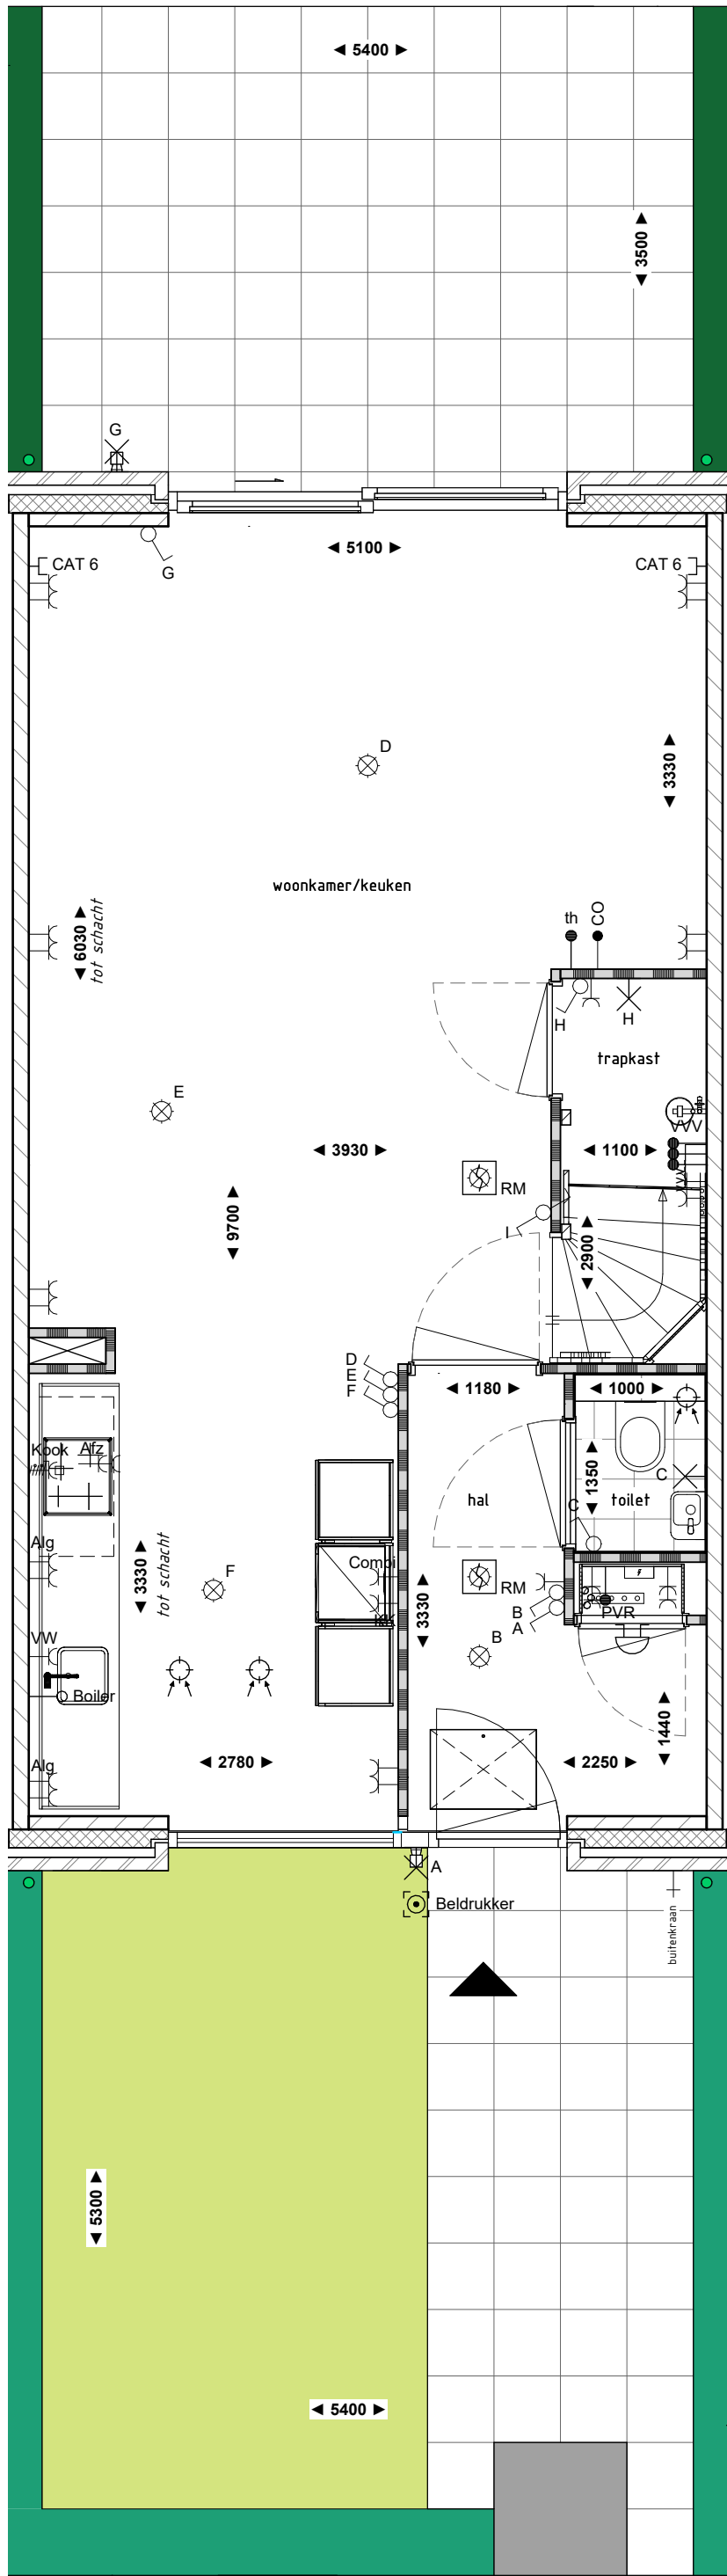 ◄ 5400 ►
◄ 3500 ►
G
◄ 5100 ►
CAT 6
CAT 6
G
D
◄ 3330 ►
woonkamer/keuken
◄ 6030 ►
tot schacht
th
CO
H
H
trapkast
E
VVV
◄ 3930 ►
◄ 1100 ►
RM
◄ 9700 ►
I
◄ 2900 ►
D
E
F
◄ 1180 ►
◄ 1000 ►
Kook
Afz
C
◄ 1350 ►
hal
toilet
C
Alg
◄ 3330 ►
tot schacht
F
Combi
KK
◄ 3330 ►
RM
B
A
PVR
VW
B
Boiler
◄ 1440 ►
Alg
◄ 2780 ►
◄ 2250 ►
A
Beldrukker
buitenkraan
◄ 5300 ►
◄ 5400 ►